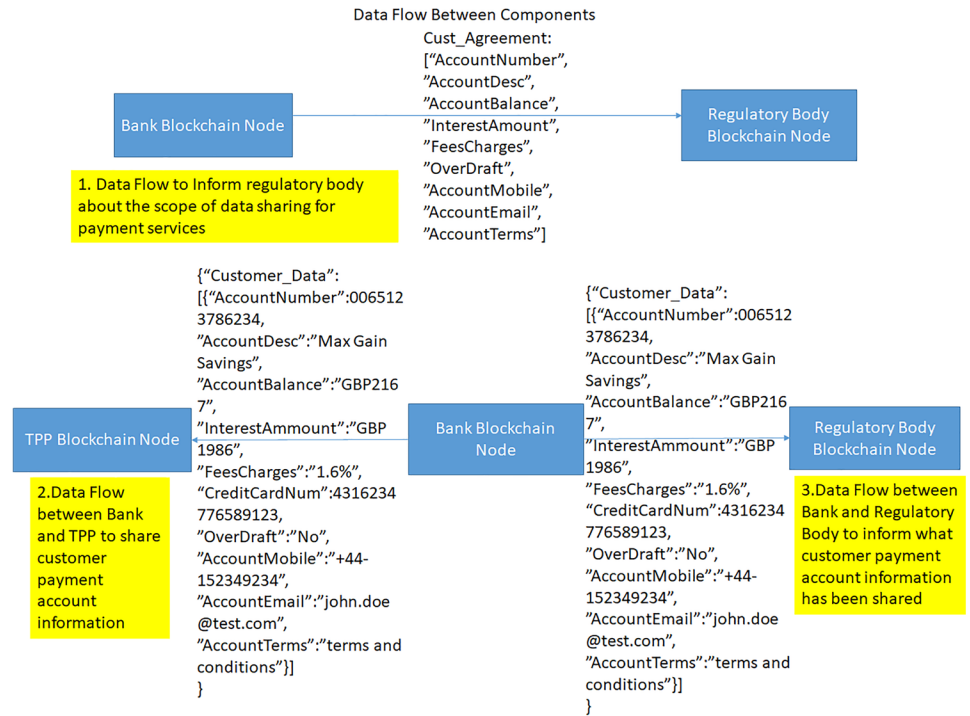 Data Flow Between Components
Cust_Agreement:
[“AccountNumber”,
”AccountDesc”,
”AccountBalance”,
”InterestAmount”,
”FeesCharges”,
”OverDraft”,
”AccountMobile”,
”AccountEmail”,
”AccountTerms”]
Bank Blockchain Node
Regulatory Body
Blockchain Node
1. Data Flow to Inform regulatory body
about the scope of data sharing for
payment services
{“Customer_Data”:
[{“AccountNumber”:006512
3786234,
”AccountDesc”:”Max Gain
Savings”,
”AccountBalance”:”GBP216
7”,
”InterestAmmount”:”GBP
1986”,
”FeesCharges”:”1.6%”,
“CreditCardNum”:4316234
776589123,
”OverDraft”:”No”,
”AccountMobile”:”+44-
152349234”,
”AccountEmail”:”john.doe
@test.com”,
”AccountTerms”:”terms and
conditions”}]
}
{“Customer_Data”:
[{“AccountNumber”:006512
3786234,
”AccountDesc”:”Max Gain
Savings”,
”AccountBalance”:”GBP216
7”,
”InterestAmmount”:”GBP
1986”,
”FeesCharges”:”1.6%”,
“CreditCardNum”:4316234
776589123,
”OverDraft”:”No”,
”AccountMobile”:”+44-
152349234”,
”AccountEmail”:”john.doe
@test.com”,
”AccountTerms”:”terms and
conditions”}]
}
TPP Blockchain Node
Bank Blockchain
Node
Regulatory Body
Blockchain Node
2.Data Flow
between Bank
and TPP to share
customer
payment
account
information
3.Data Flow between
Bank and Regulatory
Body to inform what
customer payment
account information
has been shared